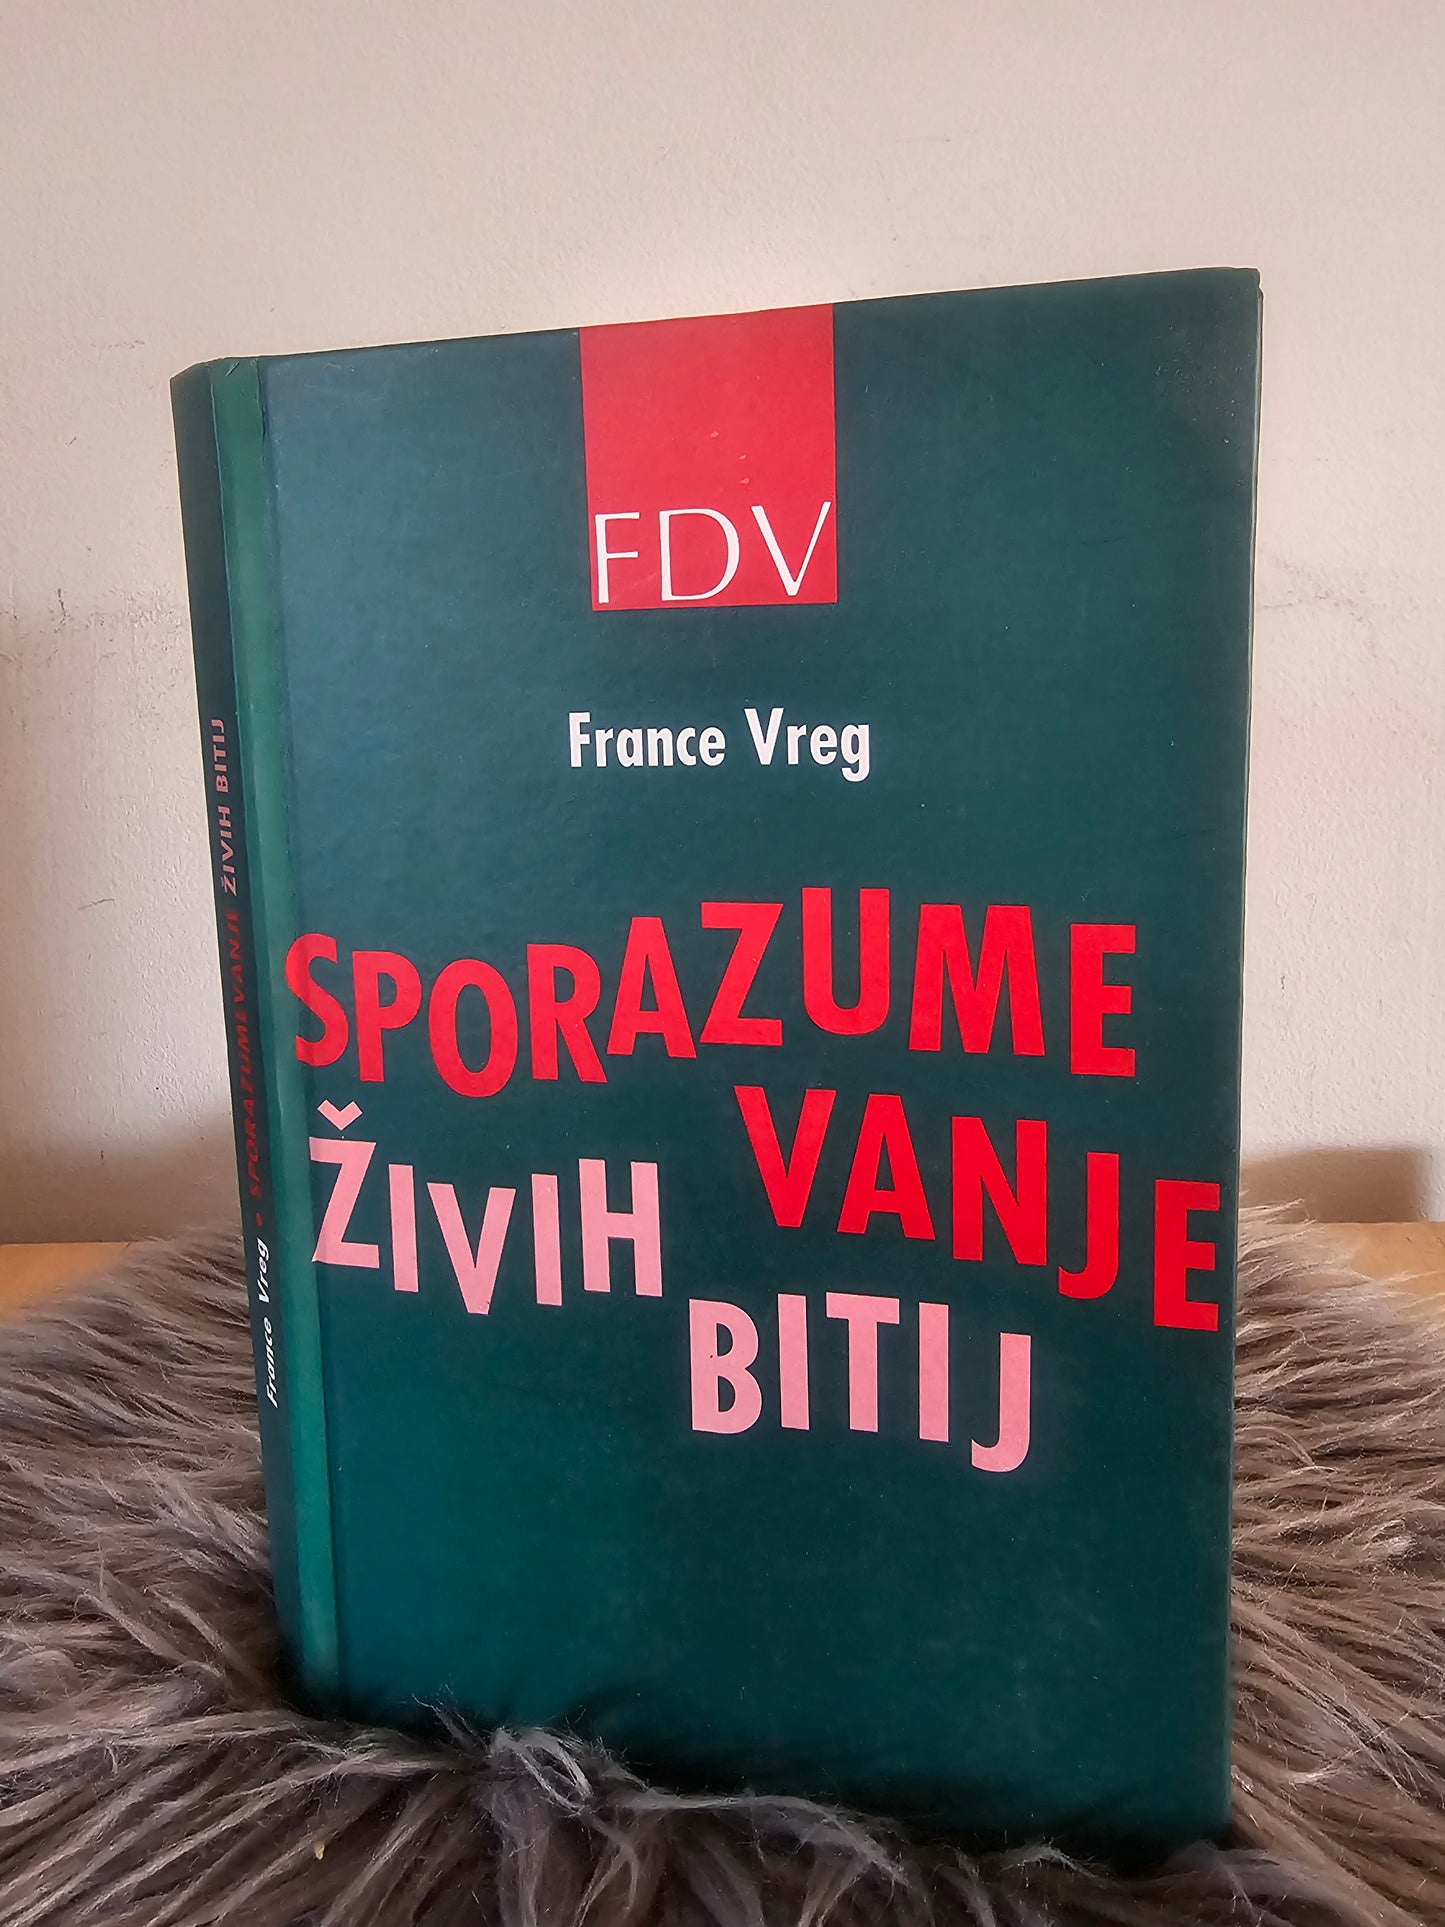 FDV
France Vreg
SPORAZUME
VANJE
ŽIVIH
BITIJ
France Vreg • SPORAZUMEVANJE ŽIVIH BITIJ